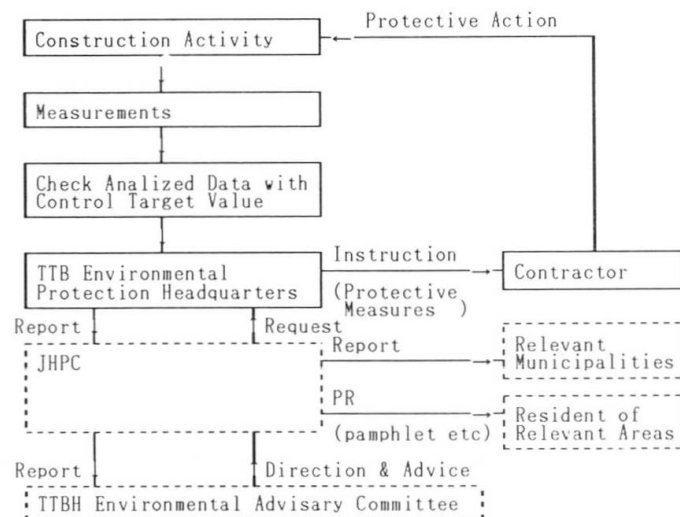 Protective Action
Construction Activity
Measurements
Check Analized Data with
Control Target Value
TTB Environmental
Protection Headquarters
Instruction
(Protective
Measures )
Contractor
Report
Request
JHPC
Report
Relevant
Municipalities
PR
(pamphlet etc)
Resident of
Relevant Areas
Report
Direction & Advice
TTBH Environmental Advisary Committee